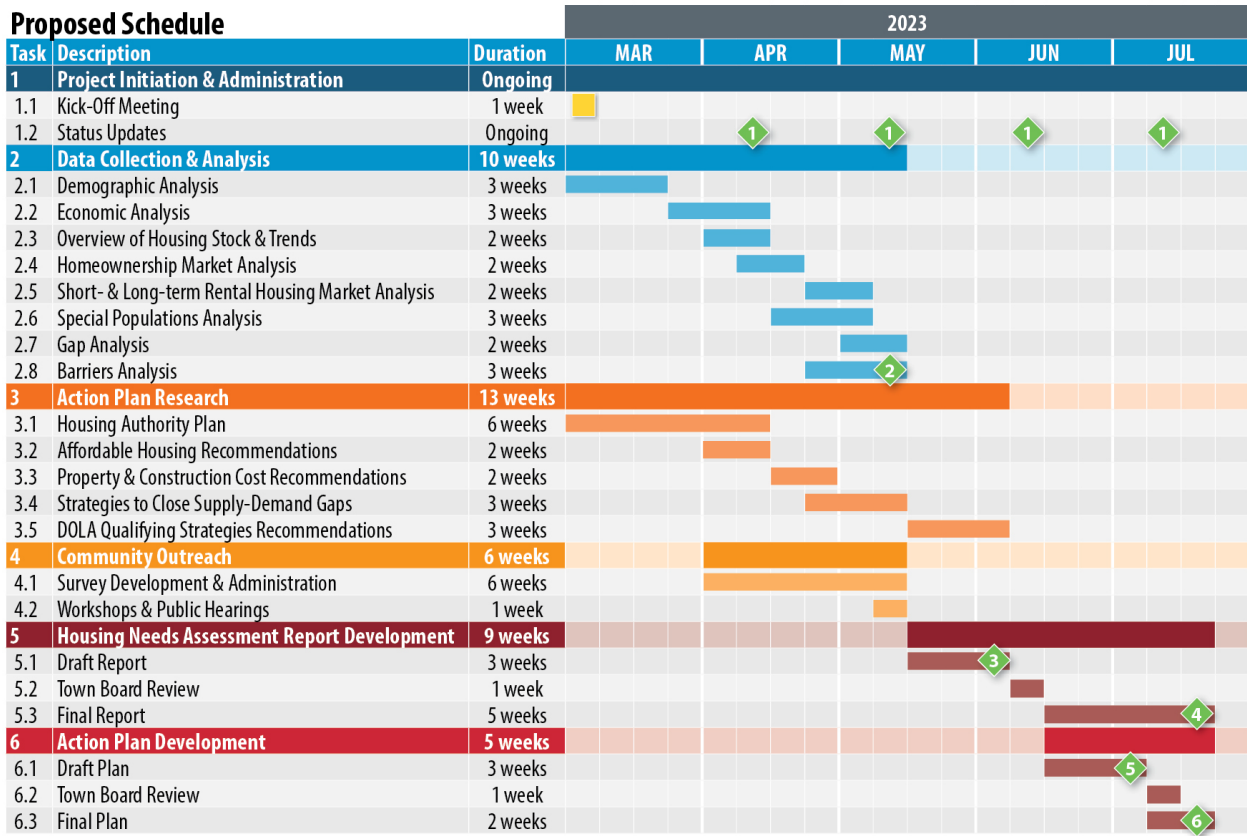 Proposed Schedule
2023
Task Description Duration MAR APR MAY JUN JUL
1 Project Initiation & Administration Ongoing
1.1 Kick-Off Meeting 1 week
1.2 Status Updates Ongoing 1 1 1 1
2 Data Collection & Analysis 10 weeks
2.1 Demographic Analysis 3 weeks
2.2 Economic Analysis 3 weeks
2.3 Overview of Housing Stock & Trends 2 weeks
2.4 Homeownership Market Analysis 2 weeks
2.5 Short- & Long-term Rental Housing Market Analysis 2 weeks
2.6 Special Populations Analysis 3 weeks
2.7 Gap Analysis 2 weeks
2.8 Barriers Analysis 3 weeks 2
3 Action Plan Research 13 weeks
3.1 Housing Authority Plan 6 weeks
3.2 Affordable Housing Recommendations 2 weeks
3.3 Property & Construction Cost Recommendations 2 weeks
3.4 Strategies to Close Supply-Demand Gaps 3 weeks
3.5 DOLA Qualifying Strategies Recommendations 3 weeks
4 Community Outreach 6 weeks
4.1 Survey Development & Administration 6 weeks
4.2 Workshops & Public Hearings 1 week
5 Housing Needs Assessment Report Development 9 weeks
5.1 Draft Report 3 weeks 3
5.2 Town Board Review 1 week
5.3 Final Report 5 weeks 4
6 Action Plan Development 5 weeks
6.1 Draft Plan 3 weeks 5
6.2 Town Board Review 1 week
6.3 Final Plan 2 weeks 6